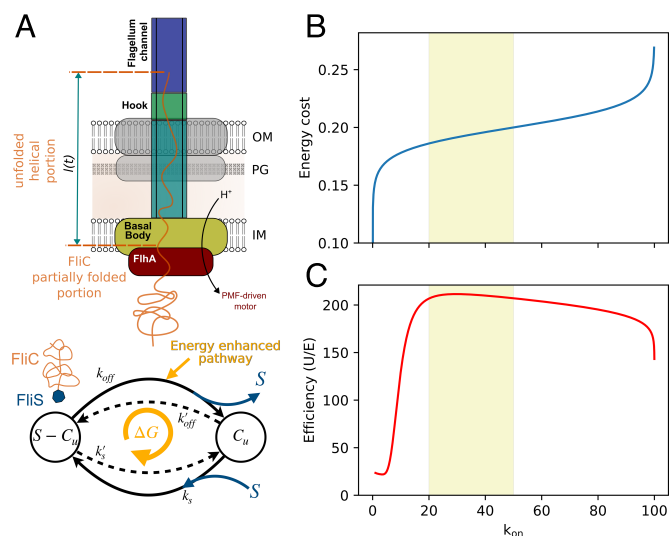 A
Flagellum
channel
Hook
unfolded
helical
portion
l(t)
OM
PG
H+
Basal
Body
IM
FlhA
FliC
partially folded
portion
PMF-driven
motor
FliC
FliS
Energy enhanced
pathway
k_off
S
k'_off
S − C_u
ΔG
C_u
k'_s
k_s
S
B
Energy cost
0.25
0.20
0.15
0.10
C
Efficiency (U/E)
200
150
100
50
0
0 20 40 60 80 100
k_on